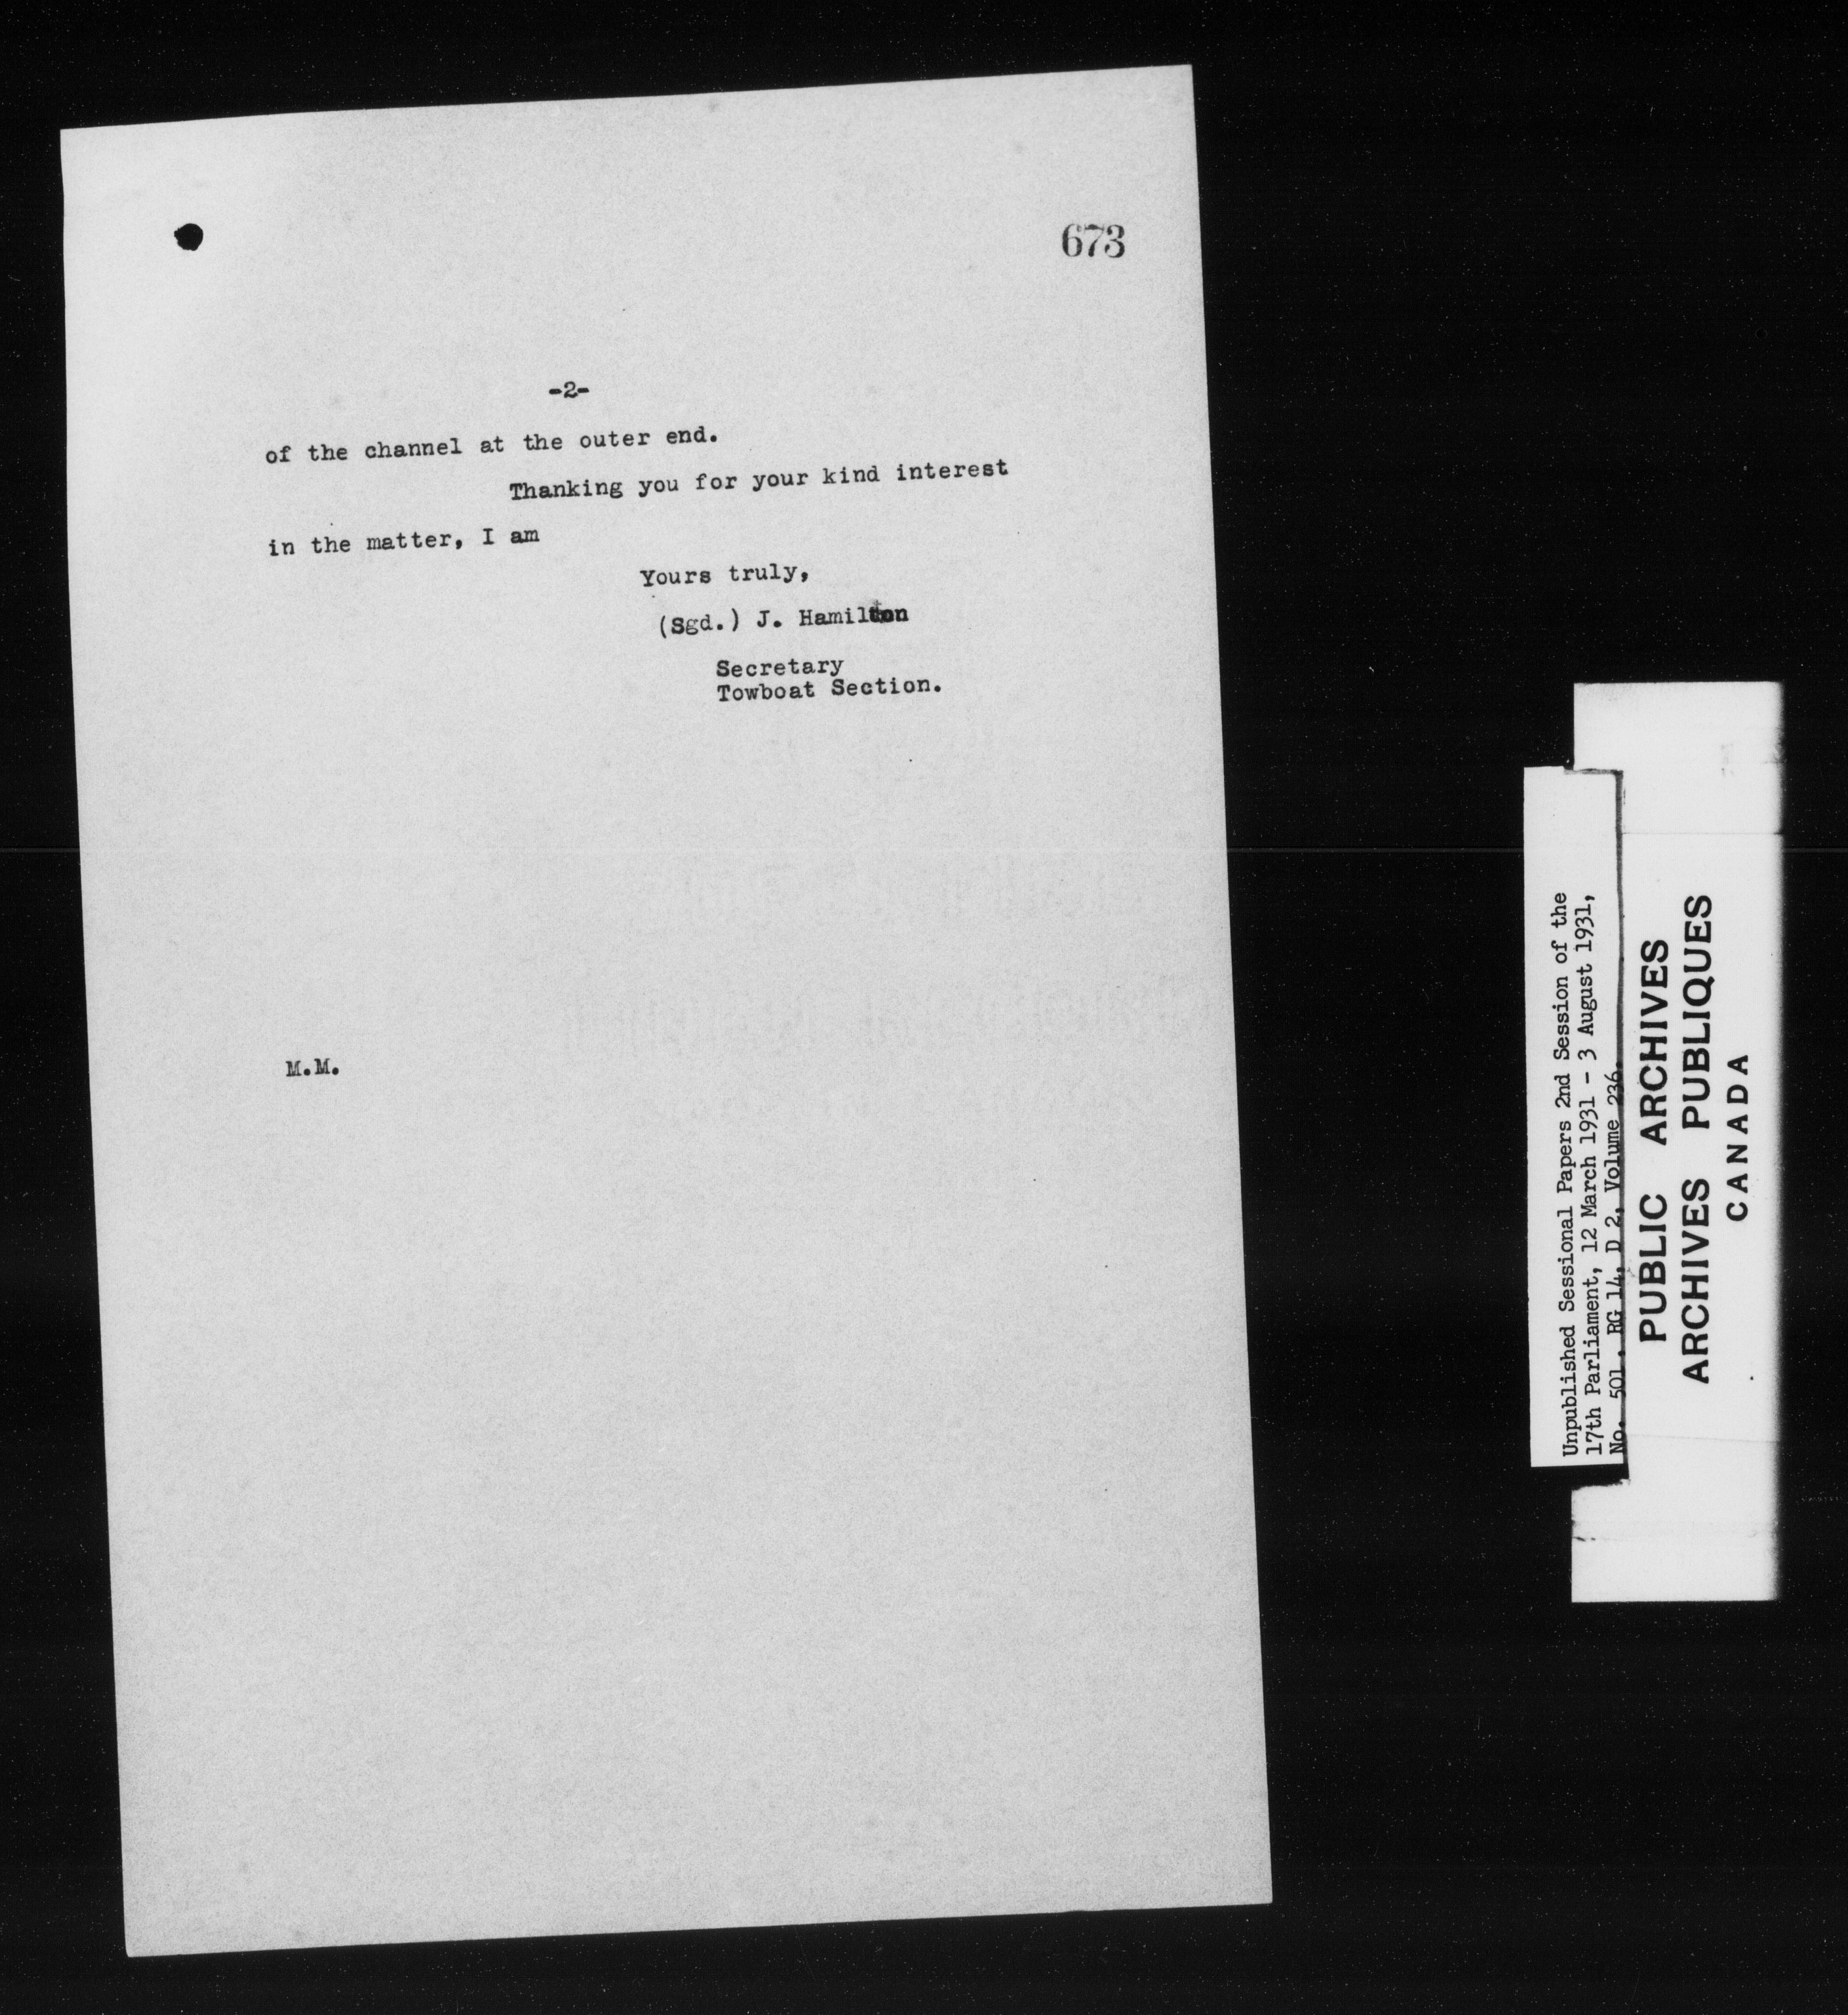 673
-2-
of the channel at the outer end.
Thanking you for your kind interest
in the matter, I am
Yours truly,
(Sgd.) J. Hamilton
Secretary
Towboat Section.
M.M.
Unpublished Sessional Papers 2nd Session of the
17th Parliament, 12 March 1931 - 3 August 1931,
No. 501. RG 14, D 2, Volume 236.
PUBLIC ARCHIVES
ARCHIVES PUBLIQUES
CANADA